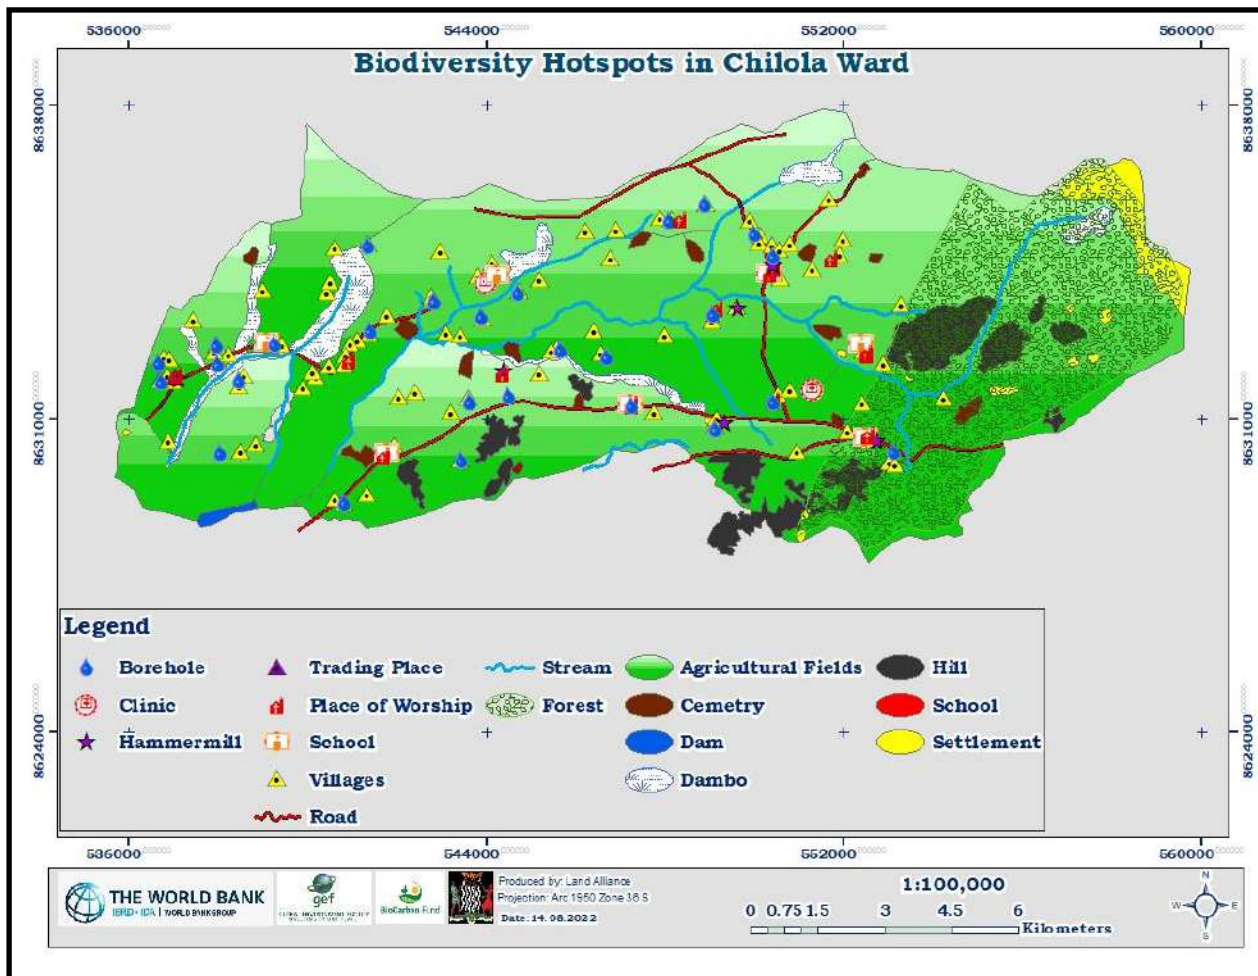 536000 544000 552000 560000
Biodiversity Hotspots in Chilola Ward
8638000 8638000
8631000 8631000
8624000 8624000
Legend
Borehole Trading Place Stream Agricultural Fields Hill
Clinic Place of Worship Forest Cemetry School
Hammermill School Dam Settlement
Villages Dambo
Road
536000 544000 552000 560000
THE WORLD BANK
IBRD • IDA | WORLD BANK GROUP
gef
BioCarbon Fund
Produced by: Land Alliance
Projection: Arc 1950 Zone 36 S
Date: 14.08.2022
1:100,000
0 0.75 1.5 3 4.5 6
Kilometers
N
W E
S